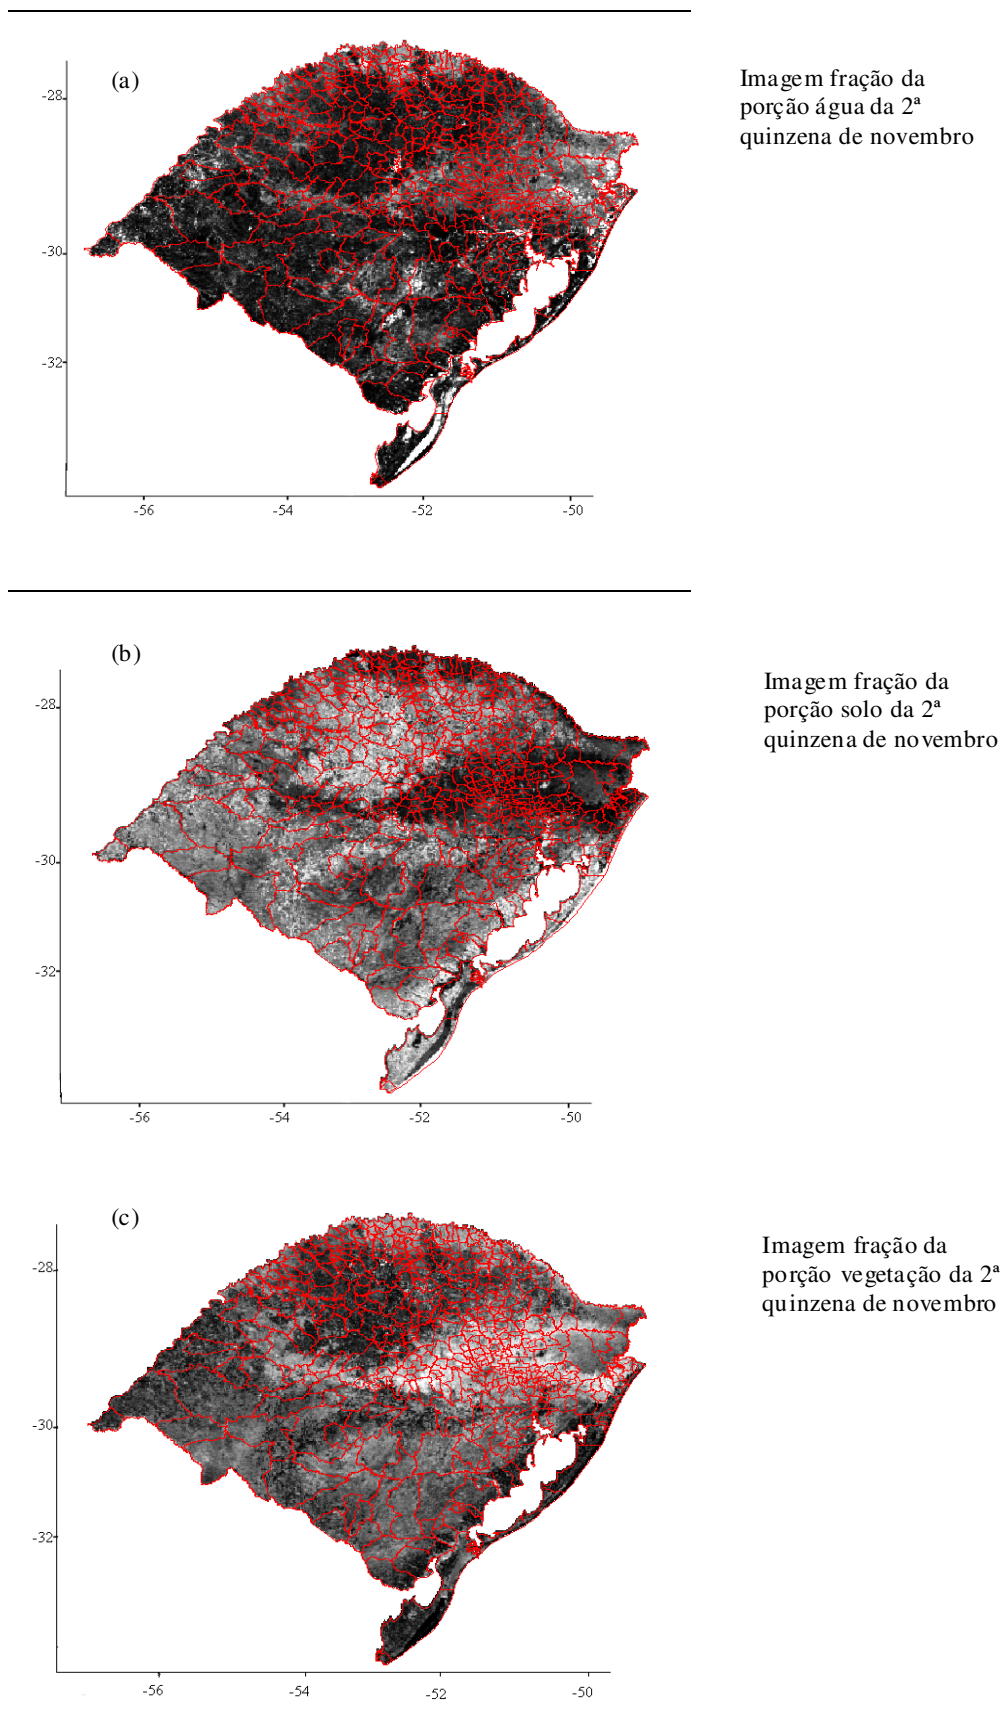 (a)
Imagem fração da
porção água da 2ª
quinzena de novembro
-28
-30
-32
-56
-54
-52
-50
(b)
Imagem fração da
porção solo da 2ª
quinzena de novembro
-28
-30
-32
-56
-54
-52
-50
(c)
Imagem fração da
porção vegetação da 2ª
quinzena de novembro
-28
-30
-32
-56
-54
-52
-50